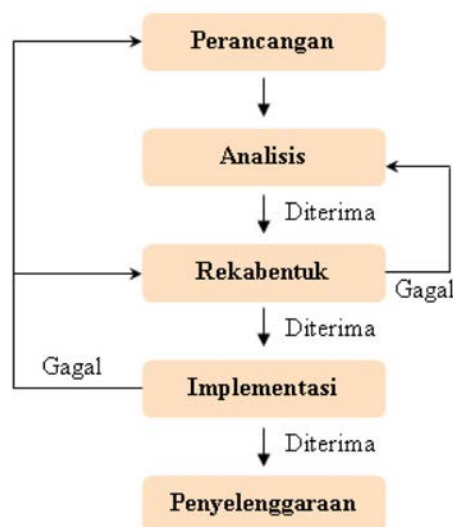 Perancangan
Analisis
Diterima
Rekabentuk
Gagal
Diterima
Gagal
Implementasi
Diterima
Penyelenggaraan